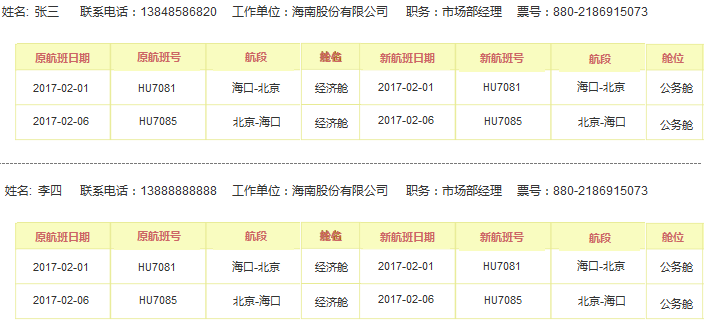 姓名: 张三 联系电话：13848586820 工作单位：海南股份有限公司 职务：市场部经理 票号：880-2186915073
原航班日期 原航班号 航段 舱位 新航班日期 新航班号 航段 舱位
2017-02-01 HU7081 海口-北京 经济舱 2017-02-01 HU7081 海口-北京 公务舱
2017-02-06 HU7085 北京-海口 经济舱 2017-02-06 HU7085 北京-海口 公务舱
姓名: 李四 联系电话：13888888888 工作单位：海南股份有限公司 职务：市场部经理 票号：880-2186915073
原航班日期 原航班号 航段 舱位 新航班日期 新航班号 航段 舱位
2017-02-01 HU7081 海口-北京 经济舱 2017-02-01 HU7081 海口-北京 公务舱
2017-02-06 HU7085 北京-海口 经济舱 2017-02-06 HU7085 北京-海口 公务舱